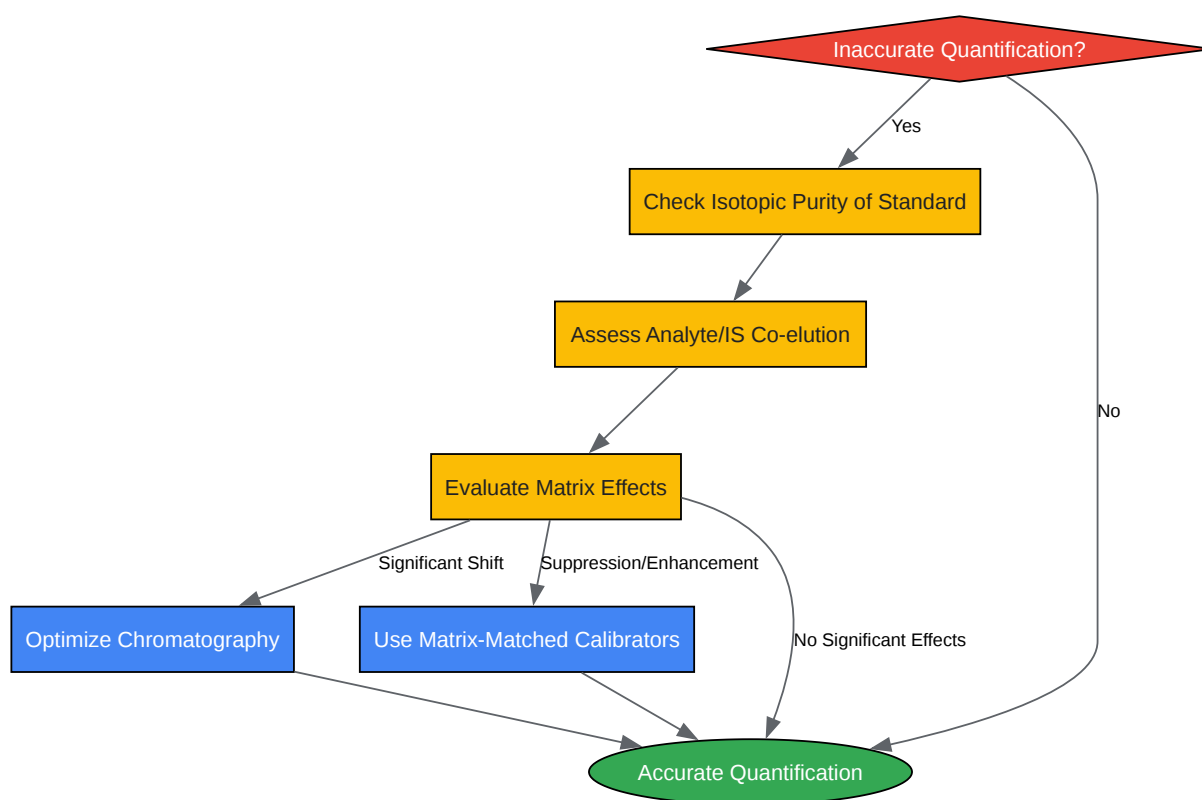 Inaccurate Quantification?
Yes
Check Isotopic Purity of Standard
Assess Analyte/IS Co-elution
No
Evaluate Matrix Effects
Significant Shift
Suppression/Enhancement
Optimize Chromatography
Use Matrix-Matched Calibrators
No Significant Effects
Accurate Quantification